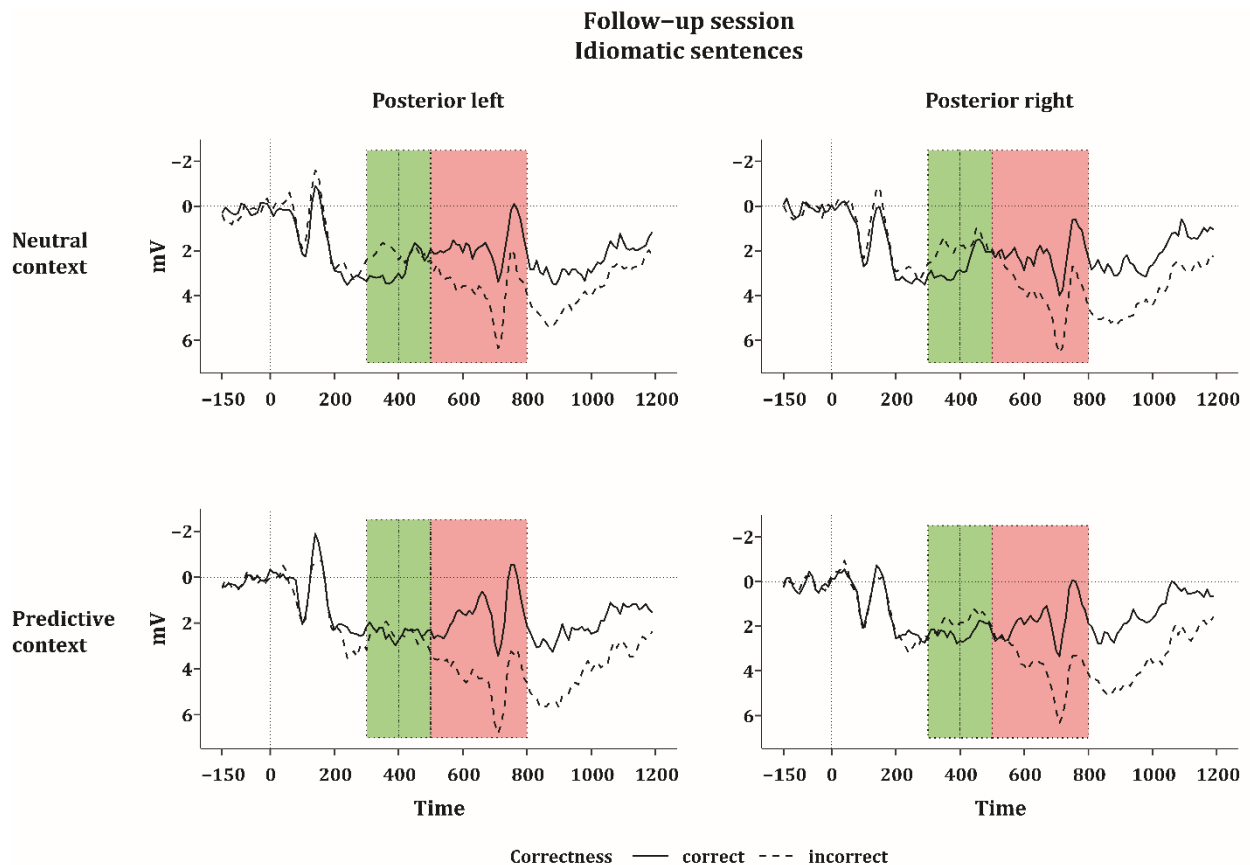 Follow−up session
Idiomatic sentences
Posterior left
Posterior right
Neutral
context
mV
−2
0
2
4
6
−150 0 200 400 600 800 1000 1200
−2
0
2
4
6
−150 0 200 400 600 800 1000 1200
Predictive
context
mV
−2
0
2
4
6
−150 0 200 400 600 800 1000 1200
Time
−2
0
2
4
6
−150 0 200 400 600 800 1000 1200
Time
Correctness correct incorrect